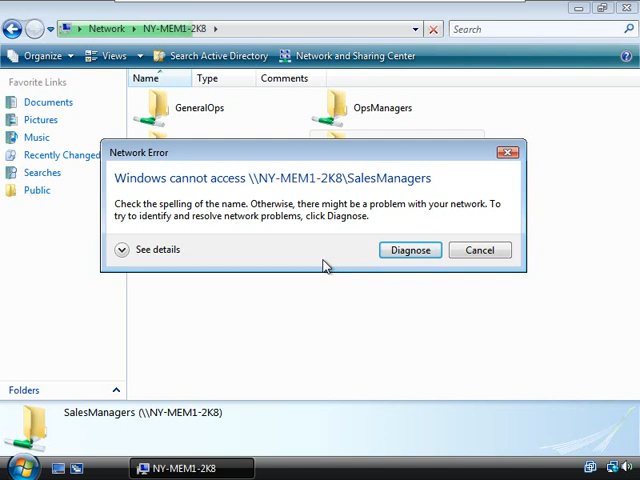 Network
NY-MEM1-2K8
Search
Organize
Views
Search Active Directory
Network and Sharing Center
Favorite Links
Documents
Pictures
Music
Recently Changed
Searches
Public
Name
Type
Comments
GeneralOps
OpsManagers
Network Error
Windows cannot access \\NY-MEM1-2K8\SalesManagers
Check the spelling of the name. Otherwise, there might be a problem with your network. To
try to identify and resolve network problems, click Diagnose.
See details
Diagnose
Cancel
Folders
SalesManagers (\\NY-MEM1-2K8)
NY-MEM1-2K8